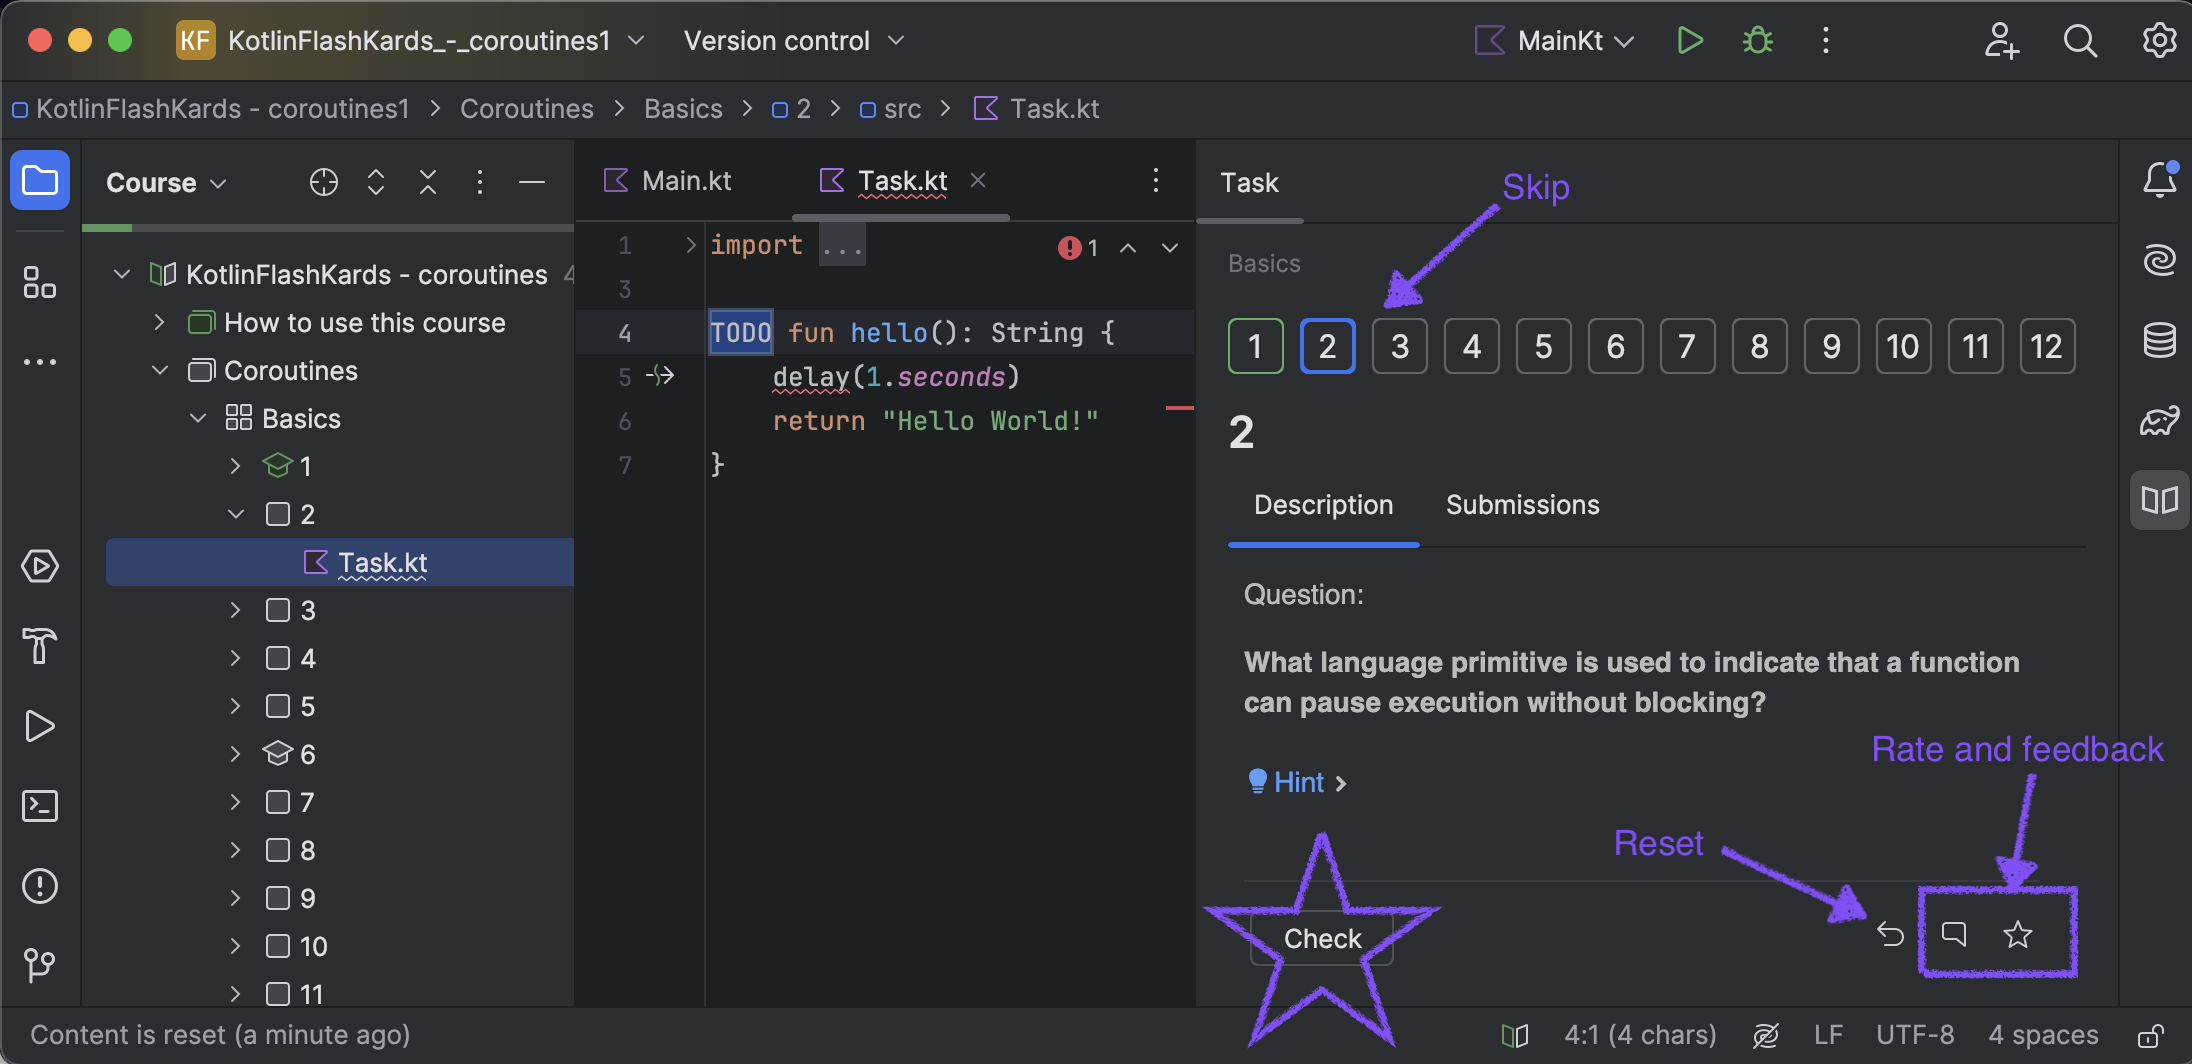 KF KotlinFlashKards_-_coroutines1 Version control MainKt
KotlinFlashKards - coroutines1 > Coroutines > Basics > 2 > src > Task.kt
Course
KotlinFlashKards - coroutines 4
How to use this course
Coroutines
Basics
1
2
Task.kt
3
4
5
6
7
8
9
10
11
Main.kt Task.kt
1 import ... 1
3
4 TODO fun hello(): String {
5 delay(1.seconds)
6 return "Hello World!"
7 }
Task
Skip
Basics
1 2 3 4 5 6 7 8 9 10 11 12
2
Description Submissions
Question:
What language primitive is used to indicate that a function
can pause execution without blocking?
Rate and feedback
Hint >
Reset
Check
Content is reset (a minute ago) 4:1 (4 chars) LF UTF-8 4 spaces